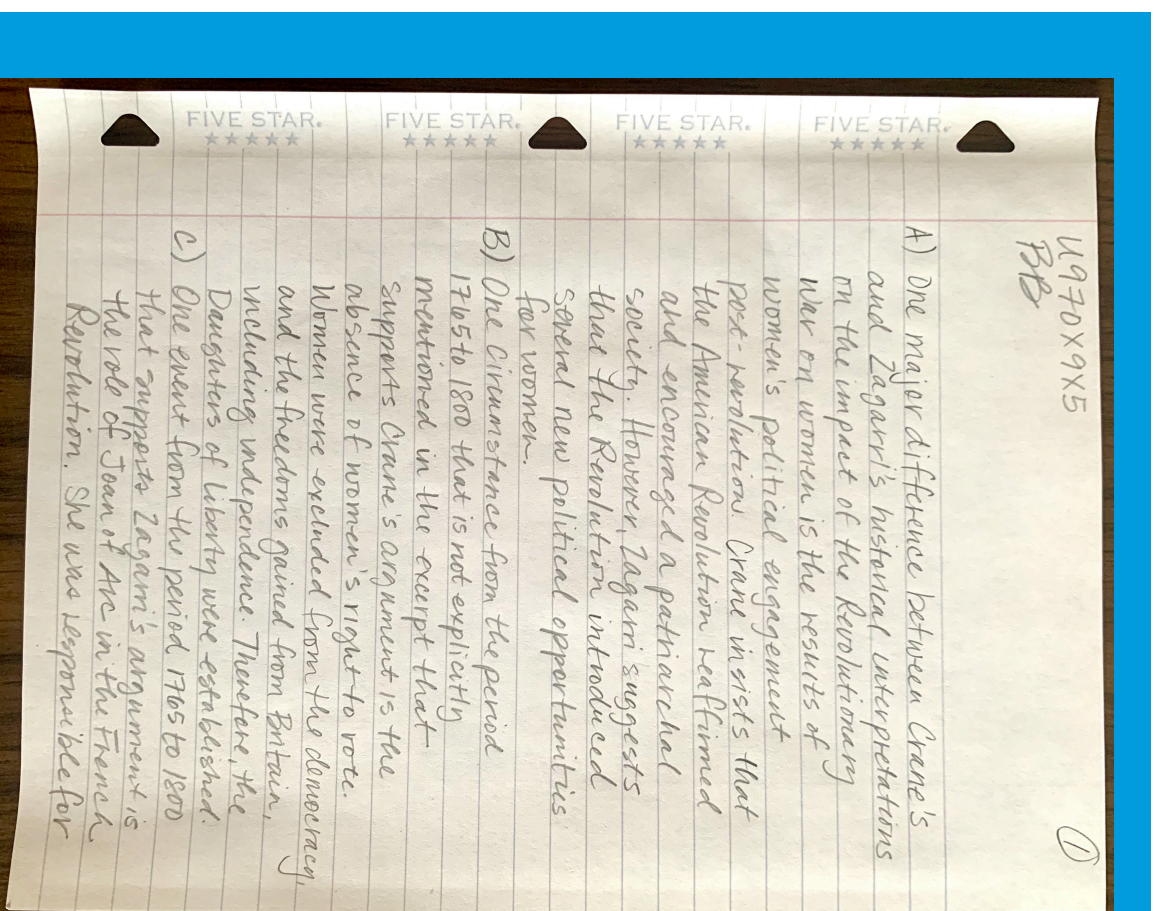 FIVE STAR.
FIVE STAR.
FIVE STAR.
FIVE STAR.
U970X9X5
BB
1
A) One major difference between Crane's
and Zagarri's historical interpretations
on the impact of the Revolutionary
War on women is the results of
women's political engagement
post-revolution. Crane insists that
the American Revolution reaffirmed
and encouraged a patriarchal
society. However, Zagarri suggests
that the Revolution introduced
several new political opportunities
for women.
B) One Circumstance from the period
1765 to 1800 that is not explicitly
mentioned in the excerpt that
supports Crane's argument is the
absence of women's right to vote.
Women were excluded from the democracy,
and the freedoms gained from Britain,
including independence. Therefore, the
Daughters of Liberty were established.
C) One event from the period 1765 to 1800
that supports Zagarri's argument is
the role of Joan of Arc in the French
Revolution. She was responsible for